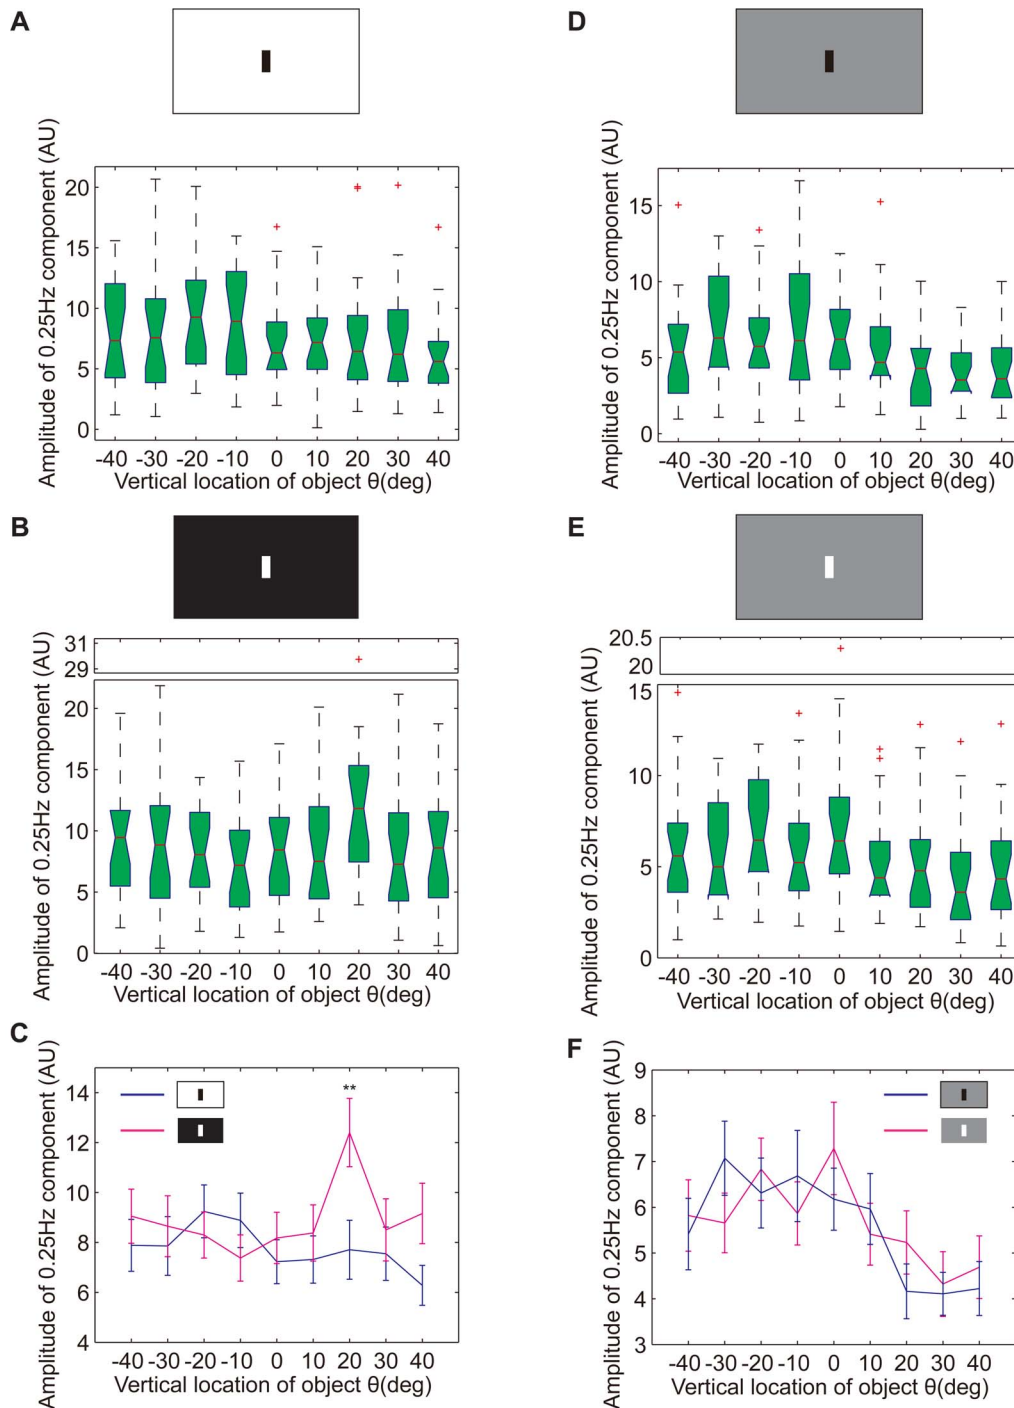 A
Amplitude of 0.25Hz component (AU)
20
15
10
5
0
-40 -30 -20 -10 0 10 20 30 40
Vertical location of object θ(deg)
B
Amplitude of 0.25Hz component (AU)
31
29
20
15
10
5
0
-40 -30 -20 -10 0 10 20 30 40
Vertical location of object θ(deg)
C
Amplitude of 0.25Hz component (AU)
14
12
10
8
6
4
**
-40 -30 -20 -10 0 10 20 30 40
Vertical location of object θ(deg)
D
Amplitude of 0.25Hz component (AU)
15
10
5
0
-40 -30 -20 -10 0 10 20 30 40
Vertical location of object θ(deg)
E
Amplitude of 0.25Hz component (AU)
20.5
20
15
10
5
0
-40 -30 -20 -10 0 10 20 30 40
Vertical location of object θ(deg)
F
Amplitude of 0.25Hz component (AU)
9
8
7
6
5
4
3
-40 -30 -20 -10 0 10 20 30 40
Vertical location of object θ(deg)